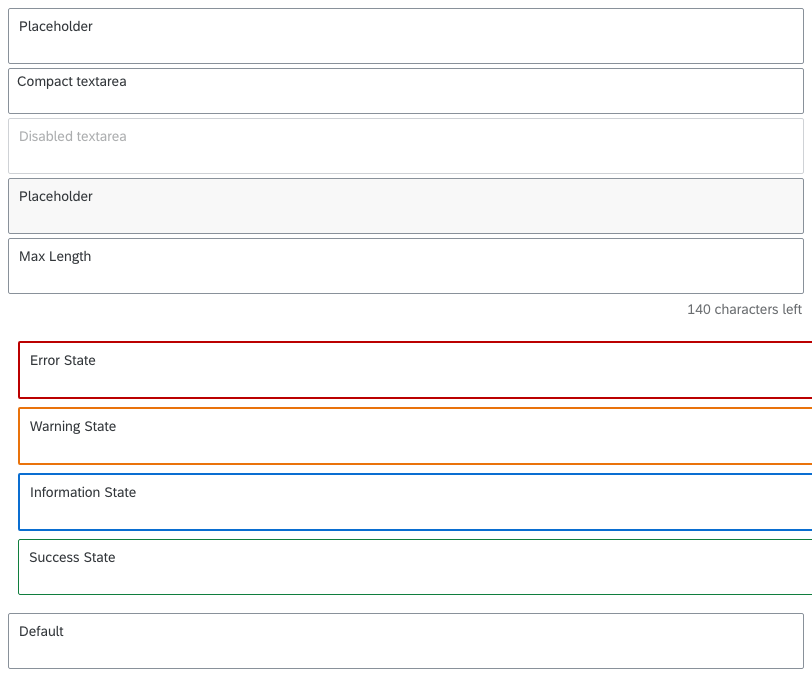 Placeholder
Compact textarea
Disabled textarea
Placeholder
Max Length
140 characters left
Error State
Warning State
Information State
Success State
Default